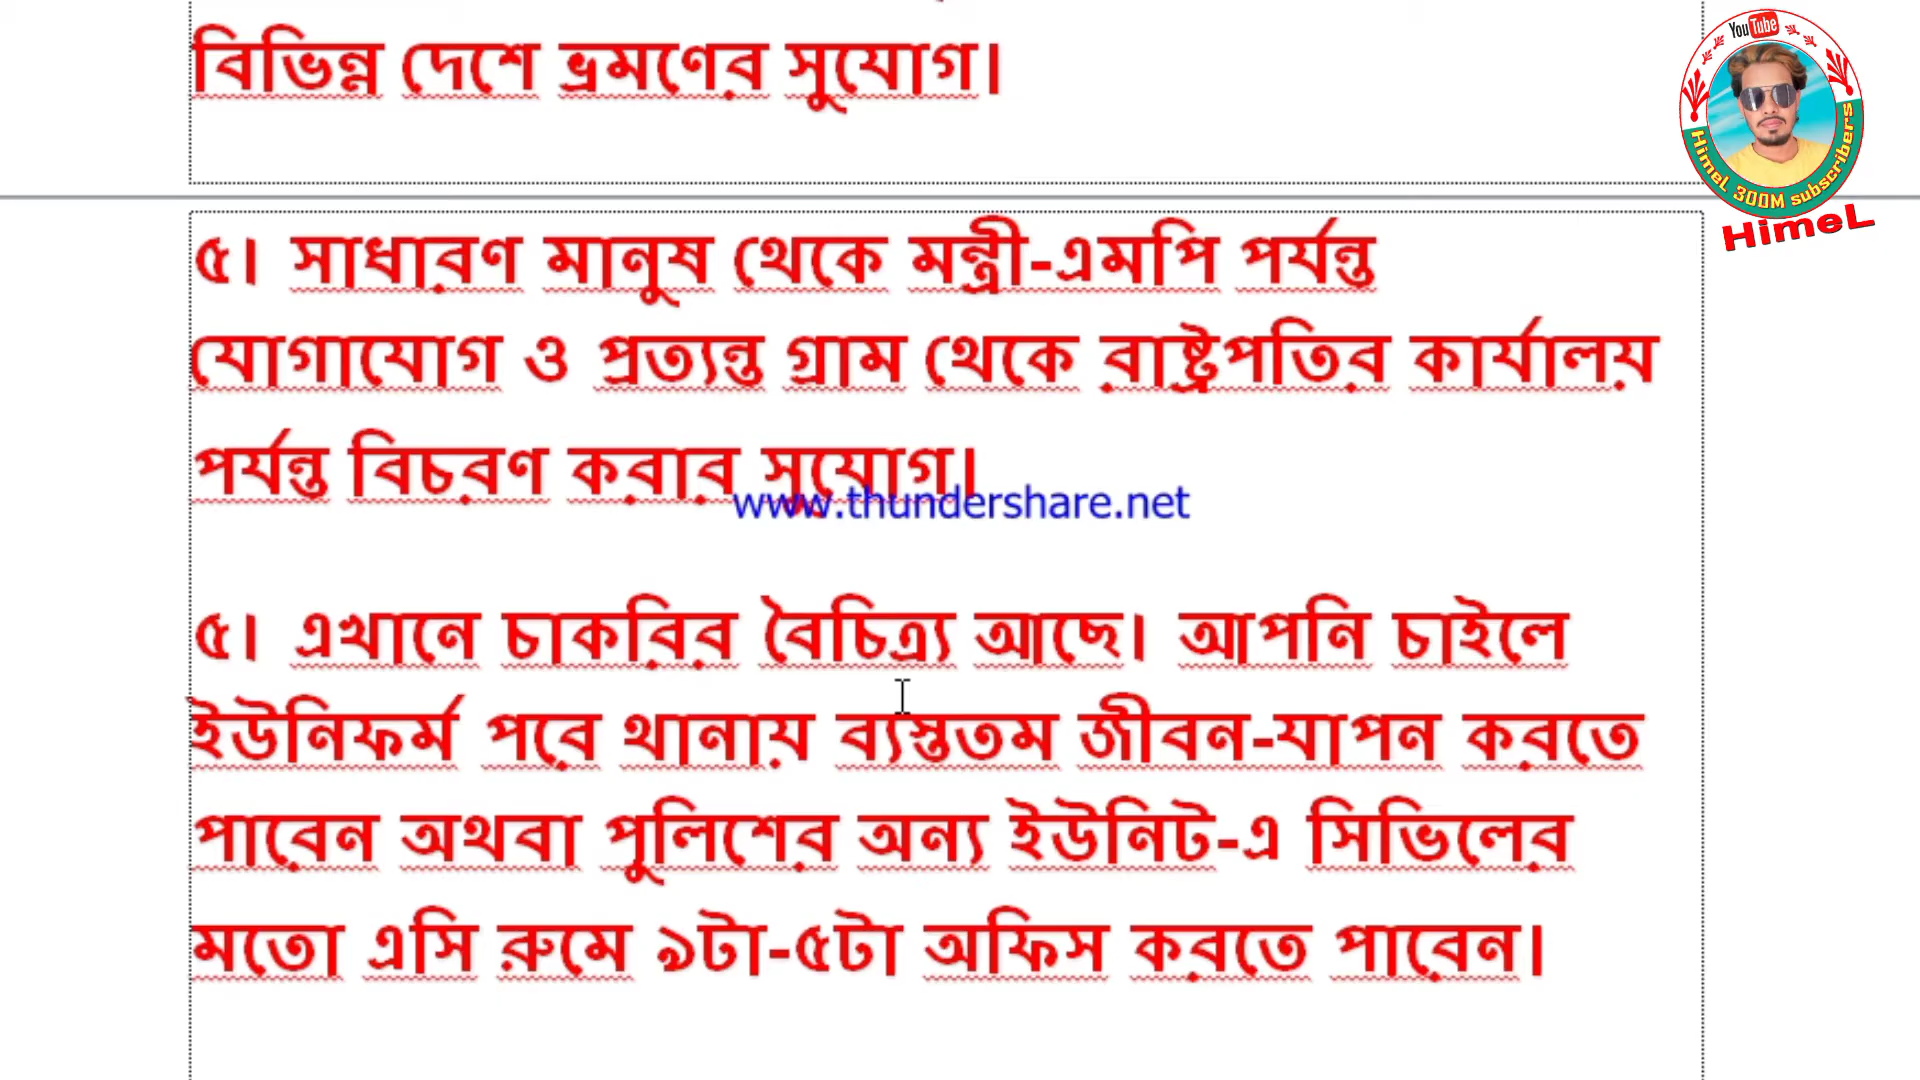 বিভিন্ন দেশে ভ্রমণের সুযোগ।
You Tube
HimeL 300M subscribers
HimeL
৫। সাধারণ মানুষ থেকে মন্ত্রী-এমপি পর্যন্ত
যোগাযোগ ও প্রত্যন্ত গ্রাম থেকে রাষ্ট্রপতির কার্যালয়
পর্যন্ত বিচরণ করার সুযোগ।
www.thundershare.net
৫। এখানে চাকরির বৈচিত্র্য আছে। আপনি চাইলে
ইউনিফর্ম পরে থানায় ব্যস্ততম জীবন-যাপন করতে
পারেন অথবা পুলিশের অন্য ইউনিট-এ সিভিলের
মতো এসি রুমে ৯টা-৫টা অফিস করতে পারেন।